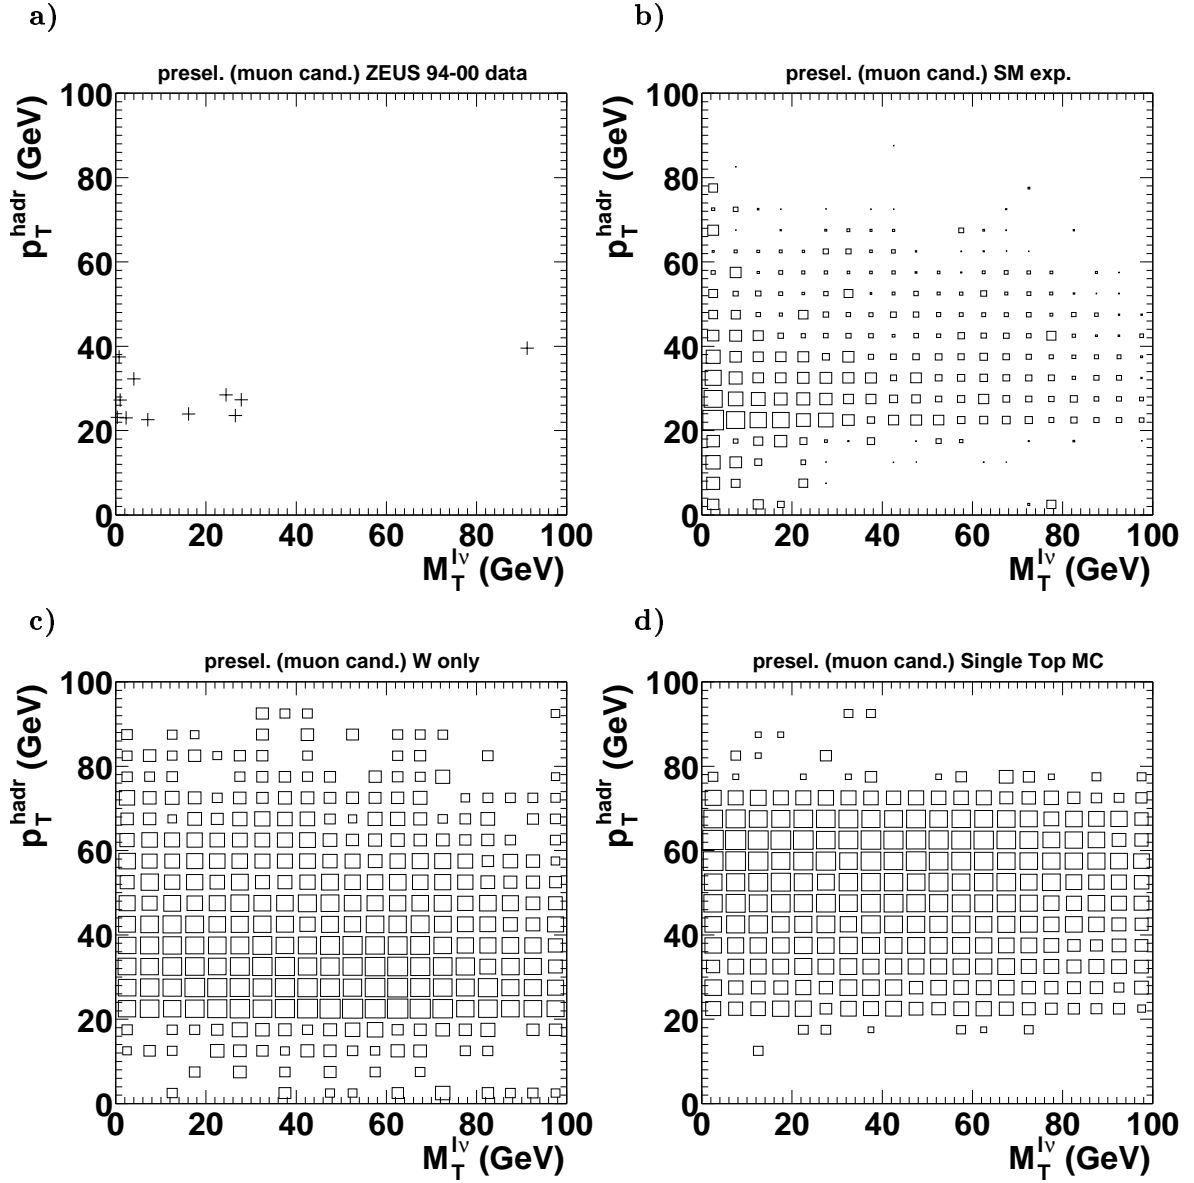 a)
presel. (muon cand.) ZEUS 94-00 data
p_T^hadr (GeV)
100
80
60
40
20
0
0 20 40 60 80 100
M_T^lν (GeV)
b)
presel. (muon cand.) SM exp.
p_T^hadr (GeV)
100
80
60
40
20
0
0 20 40 60 80 100
M_T^lν (GeV)
c)
presel. (muon cand.) W only
p_T^hadr (GeV)
100
80
60
40
20
0
0 20 40 60 80 100
M_T^lν (GeV)
d)
presel. (muon cand.) Single Top MC
p_T^hadr (GeV)
100
80
60
40
20
0
0 20 40 60 80 100
M_T^lν (GeV)